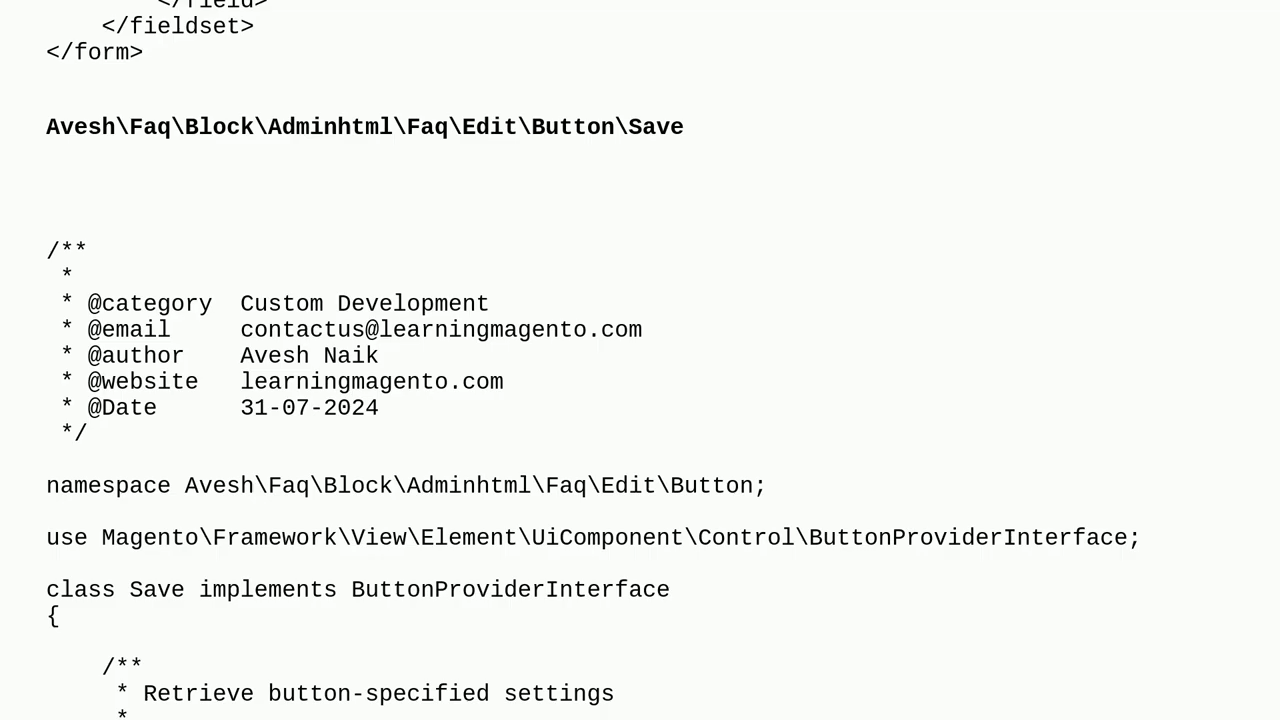 </field>
    </fieldset>
</form>
Avesh\Faq\Block\Adminhtml\Faq\Edit\Button\Save
/**
 *
 * @category  Custom Development
 * @email     contactus@learningmagento.com
 * @author    Avesh Naik
 * @website   learningmagento.com
 * @Date      31-07-2024
 */
namespace Avesh\Faq\Block\Adminhtml\Faq\Edit\Button;
use Magento\Framework\View\Element\UiComponent\Control\ButtonProviderInterface;
class Save implements ButtonProviderInterface
{
    /**
     * Retrieve button-specified settings
     *